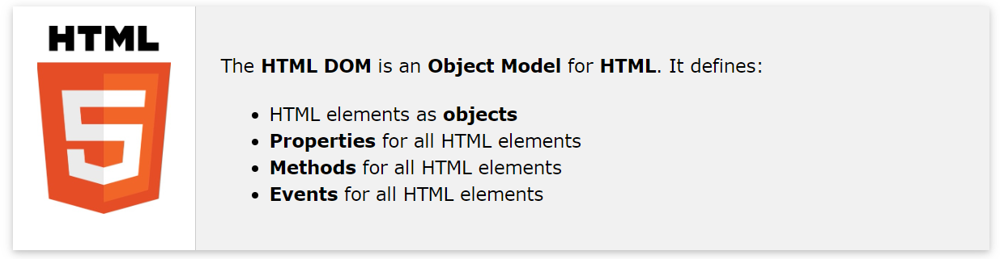 HTML
5
The HTML DOM is an Object Model for HTML. It defines:
• HTML elements as objects
• Properties for all HTML elements
• Methods for all HTML elements
• Events for all HTML elements